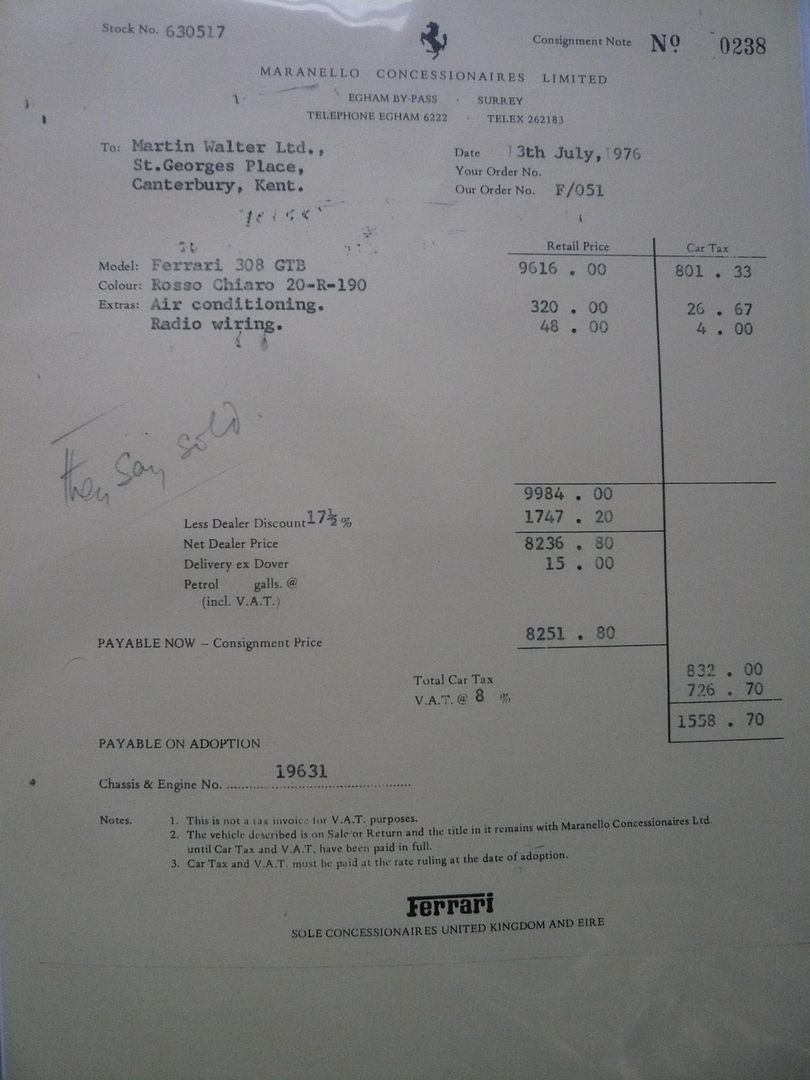 Stock No. 630517
Consignment Note Nº 0238
MARANELLO CONCESSIONAIRES LIMITED
EGHAM BY-PASS · SURREY
TELEPHONE EGHAM 6222 · TELEX 262183
To: Martin Walter Ltd.,
St.Georges Place,
Canterbury, Kent.
Date 13th July, 1976
Your Order No.
Our Order No. F/051
Retail Price Car Tax
Model: Ferrari 308 GTB 9616 . 00 801 . 33
Colour: Rosso Chiaro 20-R-190
Extras: Air conditioning. 320 . 00 26 . 67
Radio wiring. 48 . 00 4 . 00
they say sold.
9984 . 00
Less Dealer Discount 17½ % 1747 . 20
Net Dealer Price 8236 . 80
Delivery ex Dover 15 . 00
Petrol galls. @
(incl. V.A.T.)
PAYABLE NOW – Consignment Price 8251 . 80
Total Car Tax 832 . 00
V.A.T. @ 8 % 726 . 70
1558 . 70
PAYABLE ON ADOPTION
Chassis & Engine No. 19631
Notes. 1. This is not a tax invoice for V.A.T. purposes.
2. The vehicle described is on Sale or Return and the title in it remains with Maranello Concessionaires Ltd.
until Car Tax and V.A.T. have been paid in full.
3. Car Tax and V.A.T. must be paid at the rate ruling at the date of adoption.
Ferrari
SOLE CONCESSIONAIRES UNITED KINGDOM AND EIRE